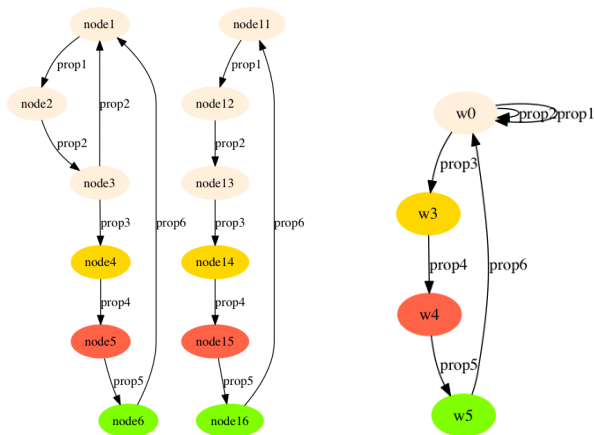 node1
node11
prop1
prop1
node2
node12
prop2
w0
prop2
prop1
prop2
prop2
node3
node13
prop3
prop3
prop3
w3
prop6
prop6
node4
node14
prop4
prop6
prop4
prop4
w4
node5
node15
prop5
prop5
prop5
node6
node16
w5